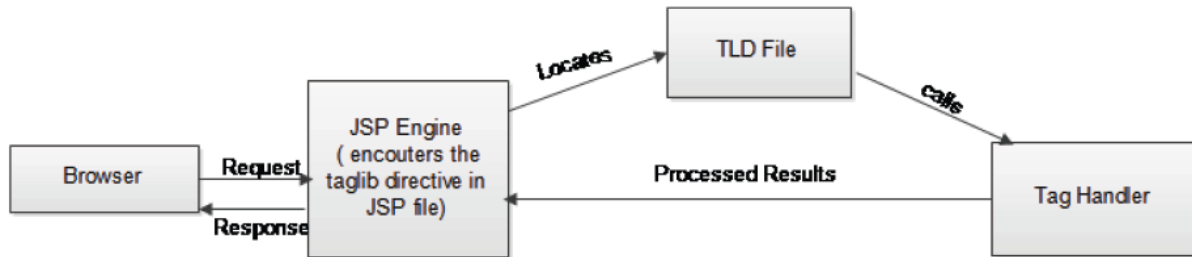 Browser
Request
Response
JSP Engine
( encouters the
taglib directive in
JSP file)
Locates
TLD File
calls
Tag Handler
Processed Results